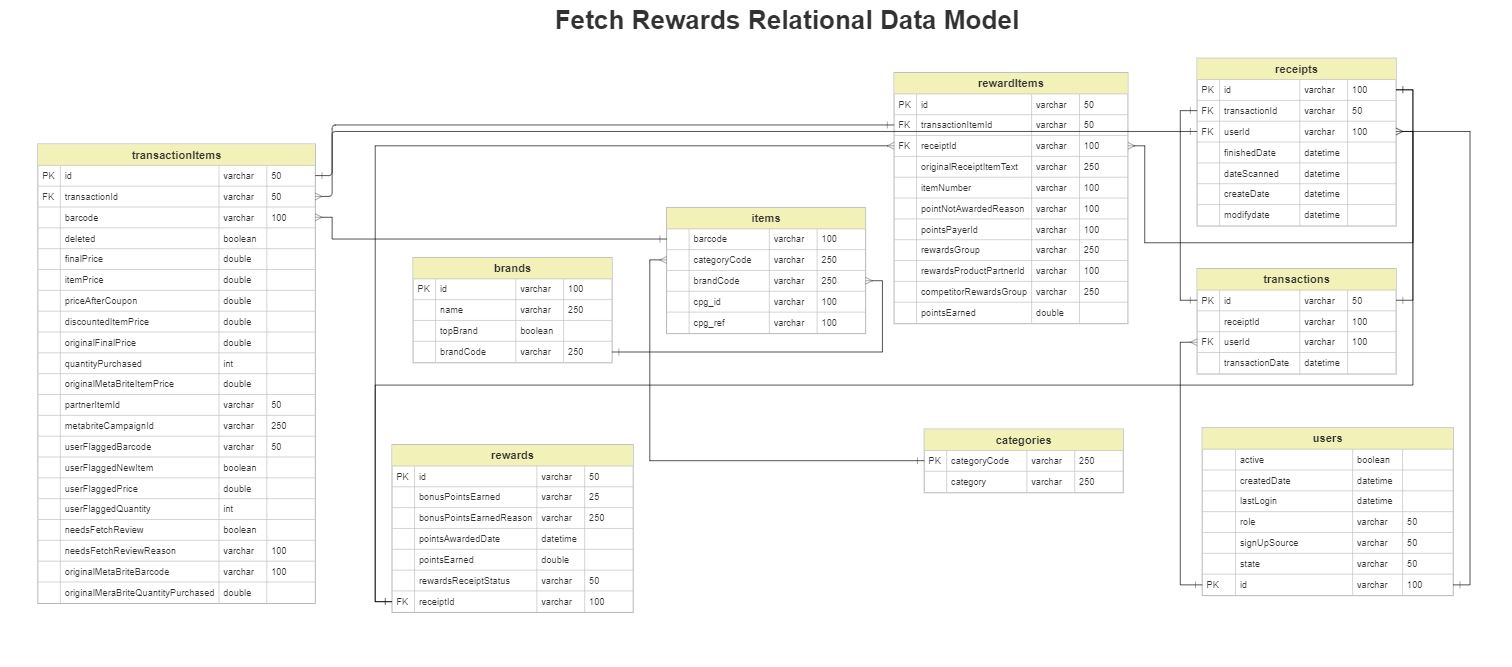 Fetch Rewards Relational Data Model
transactionItems
PK id varchar 50
FK transactionId varchar 50
barcode varchar 100
deleted boolean
finalPrice double
itemPrice double
priceAfterCoupon double
discountedItemPrice double
originalFinalPrice double
quantityPurchased int
originalMetaBriteItemPrice double
partnerItemId varchar 50
metabriteCampaignId varchar 250
userFlaggedBarcode varchar 50
userFlaggedNewItem boolean
userFlaggedPrice double
userFlaggedQuantity int
needsFetchReview boolean
needsFetchReviewReason varchar 100
originalMetaBriteBarcode varchar 100
originalMeraBriteQuantityPurchased double
brands
PK id varchar 100
name varchar 250
topBrand boolean
brandCode varchar 250
rewards
PK id varchar 50
bonusPointsEarned varchar 25
bonusPointsEarnedReason varchar 250
pointsAwardedDate datetime
pointsEarned double
rewardsReceiptStatus varchar 50
FK receiptId varchar 100
items
barcode varchar 100
categoryCode varchar 250
brandCode varchar 250
cpg_id varchar 100
cpg_ref varchar 100
rewardItems
PK id varchar 50
FK transactionItemId varchar 50
FK receiptId varchar 100
originalReceiptItemText varchar 250
itemNumber varchar 100
pointNotAwardedReason varchar 100
pointsPayerId varchar 100
rewardsGroup varchar 250
rewardsProductPartnerId varchar 100
competitorRewardsGroup varchar 250
pointsEarned double
categories
PK categoryCode varchar 250
category varchar 250
receipts
PK id varchar 100
FK transactionId varchar 50
FK userId varchar 100
finishedDate datetime
dateScanned datetime
createDate datetime
modifydate datetime
transactions
PK id varchar 50
receiptId varchar 100
FK userId varchar 100
transactionDate datetime
users
active boolean
createdDate datetime
lastLogin datetime
role varchar 50
signUpSource varchar 50
state varchar 50
PK id varchar 100